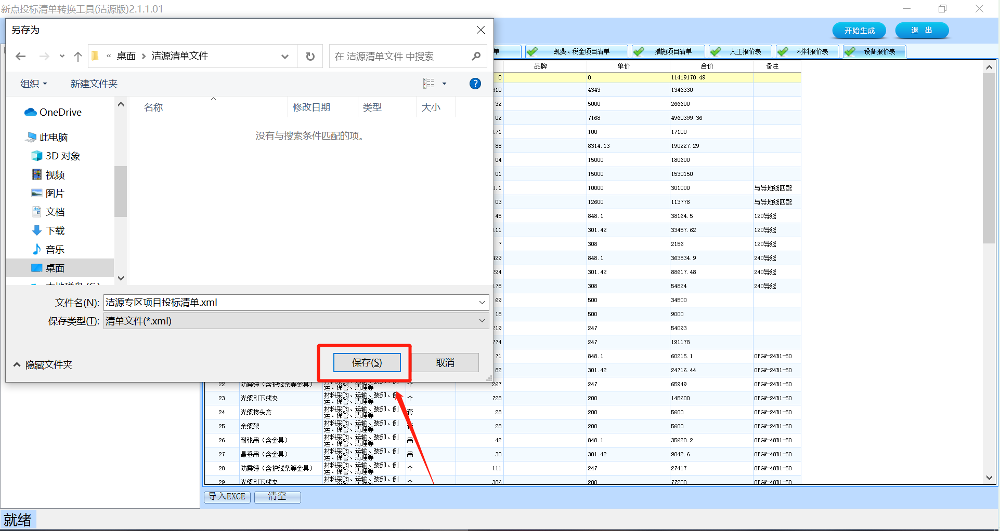 新点投标清单转换工具(洁源版)2.1.1.01
开始生成
退 出
另存为
« 桌面 › 洁源清单文件
在 洁源清单文件 中搜索
组织
新建文件夹
名称 修改日期 类型 大小
没有与搜索条件匹配的项。
OneDrive
此电脑
3D 对象
视频
图片
文档
下载
音乐
桌面
文件名(N): 洁源专区项目投标清单.xml
保存类型(T): 清单文件(*.xml)
隐藏文件夹
保存(S)
取消
单 规费、税金项目清单 措施项目清单 人工报价表 材料报价表 设备报价表
品牌 单价 合价 备注
0 0 11419170.49
310 4343 1346330
32 5000 266600
02 7168 4960399.36
171 100 17100
88 8314.13 190227.29
04 15000 180600
01 15000 1530150
0.1 10000 301000 与导地线匹配
03 12600 113778 与导地线匹配
45 848.1 38164.5 120导线
111 301.42 33457.62 120导线
7 308 2156 120导线
429 848.1 363834.9 240导线
294 301.42 88617.48 240导线
178 308 54824 240导线
69 500 34500
18 500 9000
219 247 54093
774 247 191178
71 848.1 60215.1 OPGW-24B1-50
82 301.42 24716.44 OPGW-24B1-50
22 防震锤（含护线条等金具） 材料采购、运输、装卸、倒运、保管、清理等 个 267 247 65949 OPGW-24B1-50
23 光缆引下线夹 材料采购、运输、装卸、倒运、保管、清理等 个 728 200 145600 OPGW-24B1-50
24 光缆接头盒 材料采购、运输、装卸、倒运、保管、清理等 套 28 200 5600 OPGW-24B1-50
25 余缆架 材料采购、运输、装卸、倒运、保管、清理等 套 28 200 5600 OPGW-24B1-50
26 耐张串（含金具） 材料采购、运输、装卸、倒运、保管、清理等 串 42 848.1 35620.2 OPGW-48B1-50
27 悬垂串（含金具） 材料采购、运输、装卸、倒运、保管、清理等 串 30 301.42 9042.6 OPGW-48B1-50
28 防震锤（含护线条等金具） 材料采购、运输、装卸、倒运、保管、清理等 个 111 247 27417 OPGW-48B1-50
29 光缆引下线夹 材料采购、运输、装卸、倒 个 386 200 77200 OPGW-48B1-50
导入EXCE
清空
就绪